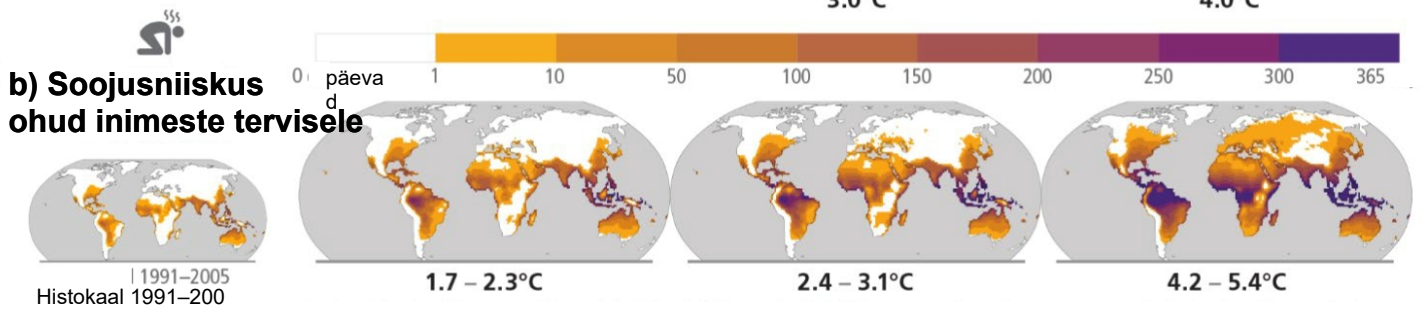 3.0°C 4.0°C
b) Soojusniiskus
ohud inimeste tervisele
0 päeva
d
1 10 50 100 150 200 250 300 365
1991–2005
Histokaal 1991–200
1.7 – 2.3°C
2.4 – 3.1°C
4.2 – 5.4°C